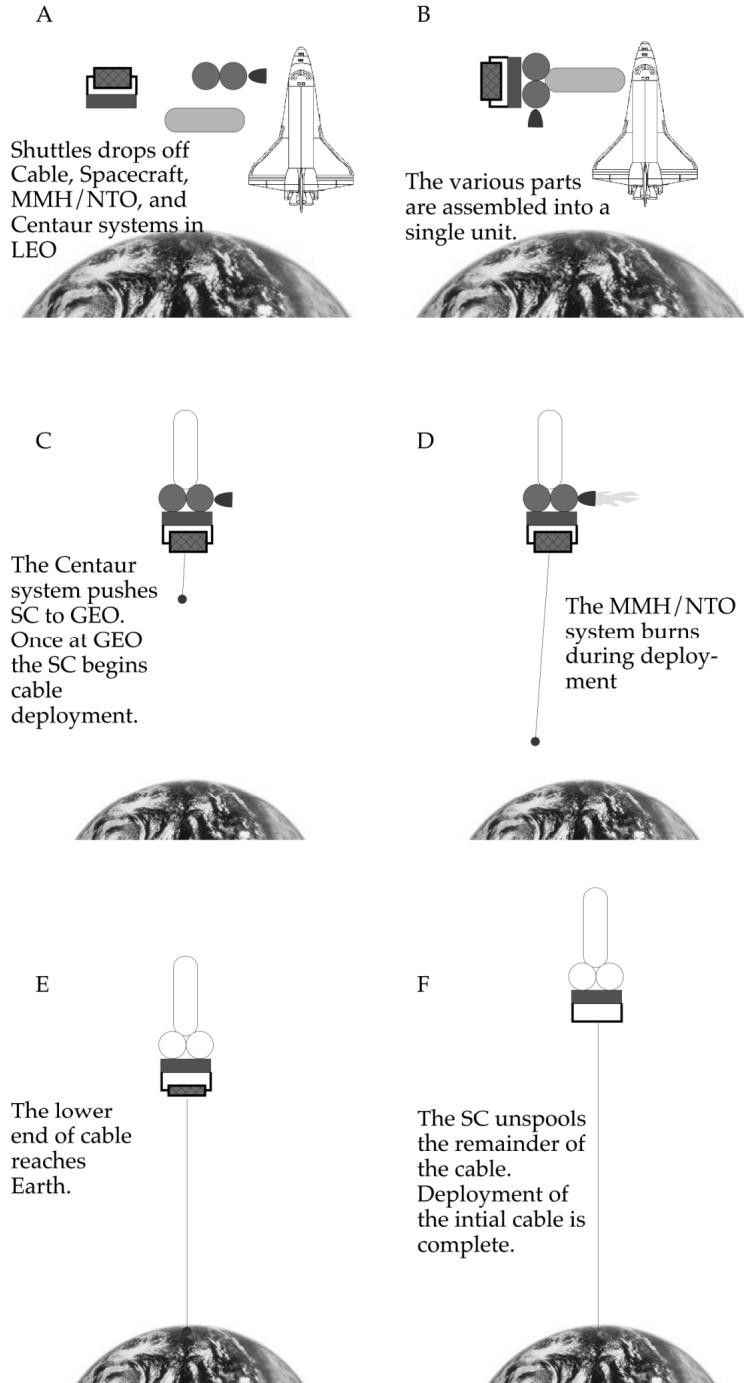 A
Shuttles drops off
Cable, Spacecraft,
MMH/NTO, and
Centaur systems in
LEO
B
The various parts
are assembled into a
single unit.
C
The Centaur
system pushes
SC to GEO.
Once at GEO
the SC begins
cable
deployment.
D
The MMH/NTO
system burns
during deploy-
ment
E
The lower
end of cable
reaches
Earth.
F
The SC unspools
the remainder of
the cable.
Deployment of
the intial cable is
complete.